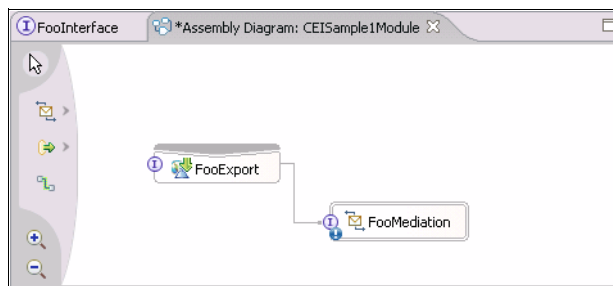 I FooInterface
*Assembly Diagram: CEISample1Module
I FooExport
I FooMediation